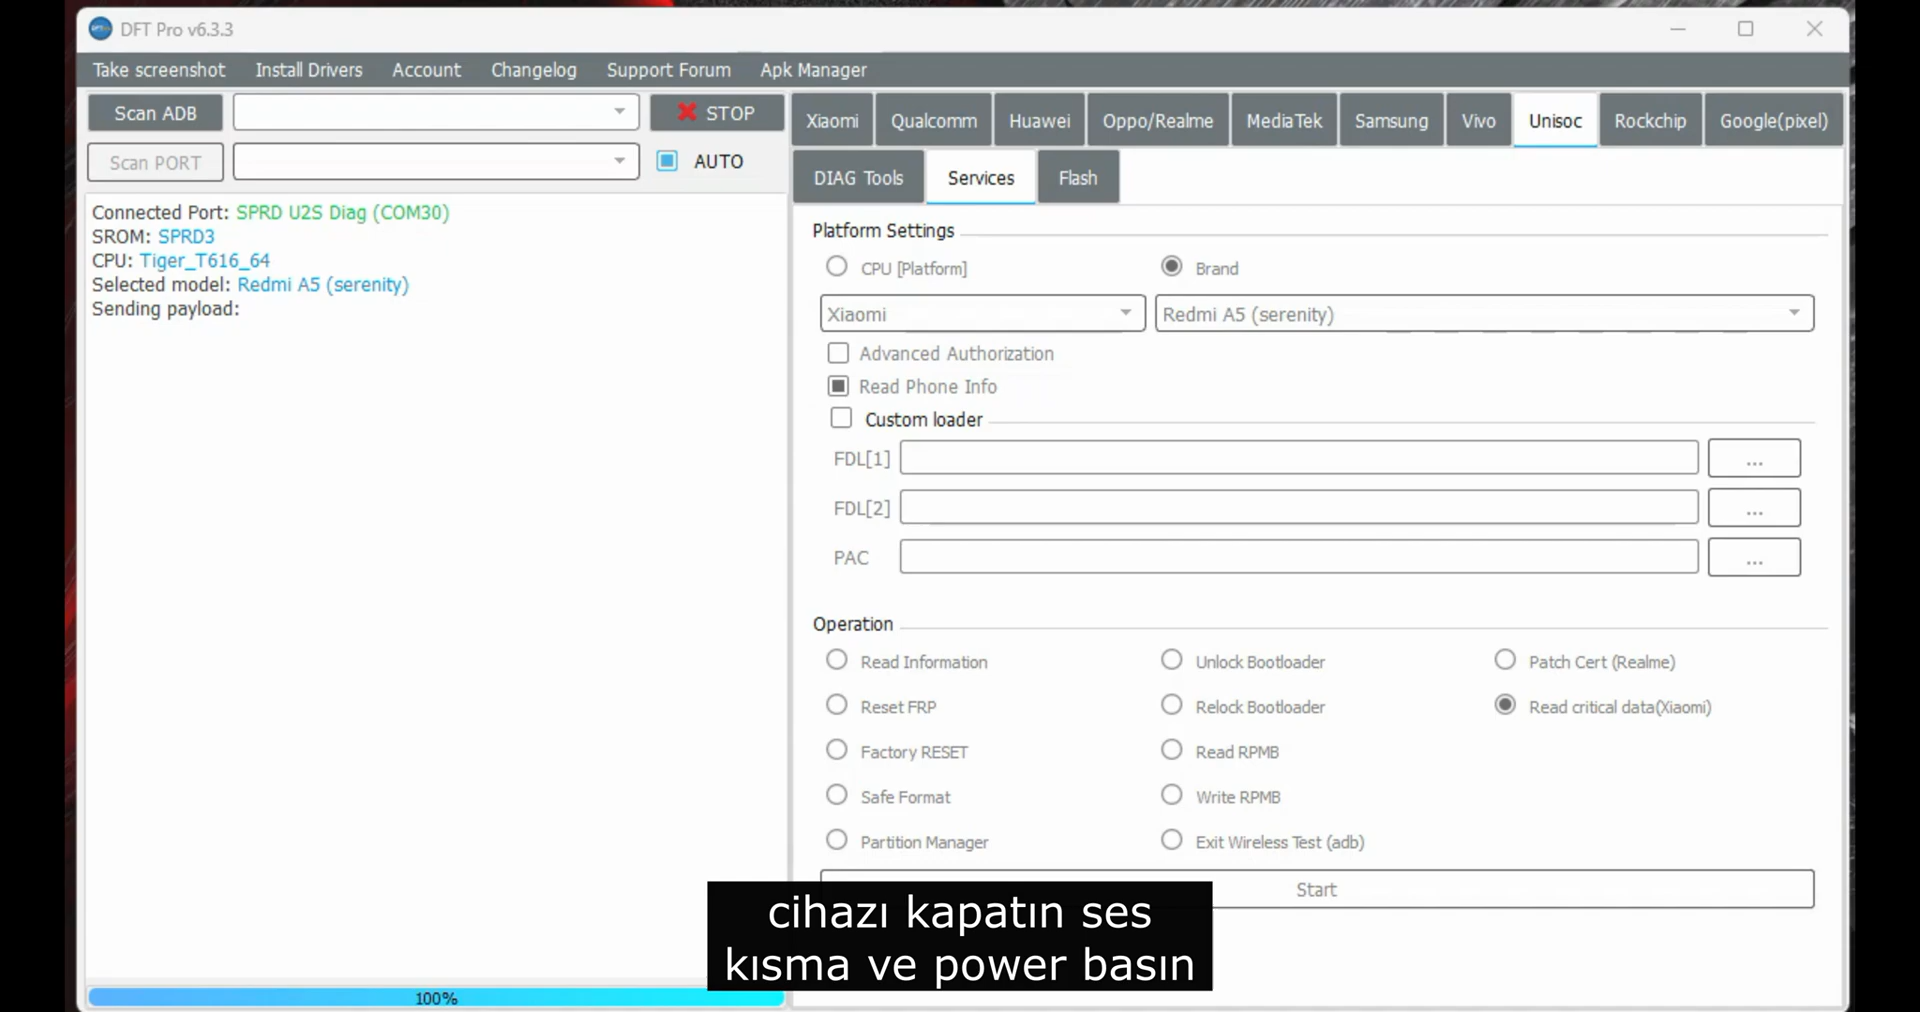 DFT Pro v6.3.3
Take screenshot Install Drivers Account Changelog Support Forum Apk Manager
Scan ADB STOP
Scan PORT AUTO
Xiaomi Qualcomm Huawei Oppo/Realme MediaTek Samsung Vivo Unisoc Rockchip Google(pixel)
DIAG Tools Services Flash
Connected Port: SPRD U2S Diag (COM30)
SROM: SPRD3
CPU: Tiger_T616_64
Selected model: Redmi A5 (serenity)
Sending payload:
100%
Platform Settings
CPU [Platform] Brand
Xiaomi Redmi A5 (serenity)
Advanced Authorization
Read Phone Info
Custom loader
FDL[1] ...
FDL[2] ...
PAC ...
Operation
Read Information Unlock Bootloader Patch Cert (Realme)
Reset FRP Relock Bootloader Read critical data(Xiaomi)
Factory RESET Read RPMB
Safe Format Write RPMB
Partition Manager Exit Wireless Test (adb)
Start
cihazı kapatın ses
kısma ve power basın